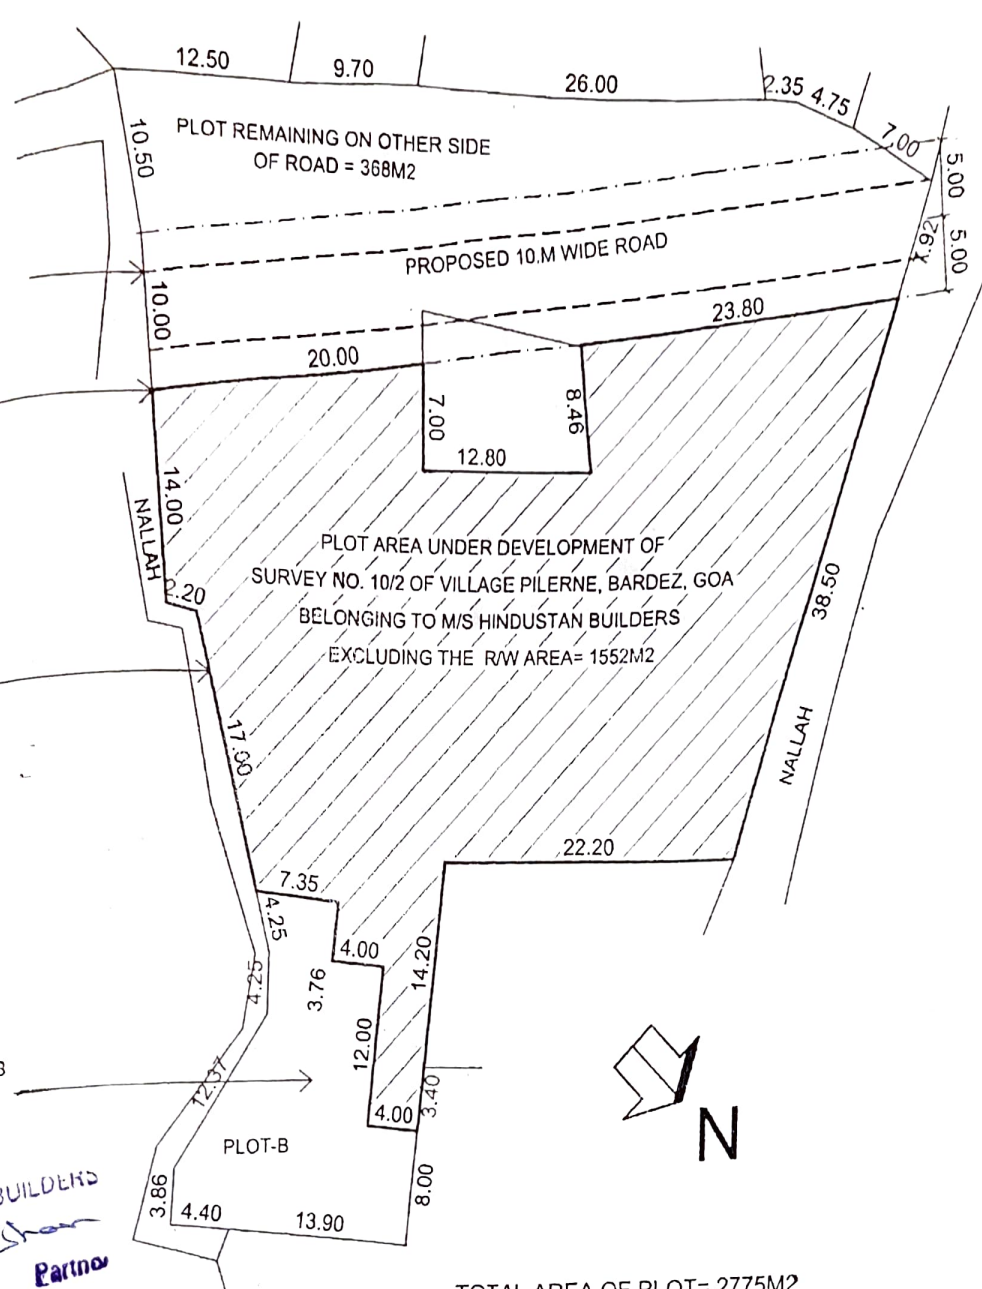 12.50
9.70
26.00
2.35
4.75
7.00
10.50
PLOT REMAINING ON OTHER SIDE
OF ROAD = 368M2
5.00
PROPOSED 10.M WIDE ROAD
5.00
10.00
23.80
20.00
7.00
8.46
12.80
14.00
NALLAH
2.20
PLOT AREA UNDER DEVELOPMENT OF
SURVEY NO. 10/2 OF VILLAGE PILERNE, BARDEZ, GOA
BELONGING TO M/S HINDUSTAN BUILDERS
EXCLUDING THE R/W AREA= 1552M2
38.50
17.00
NALLAH
22.20
7.35
4.25
4.00
14.20
4.25
3.76
12.00
12.37
4.00
3.40
N
PLOT-B
8.00
3.86
4.40
13.90
BUILDERS
Partner
TOTAL AREA OF PLOT= 2775M2